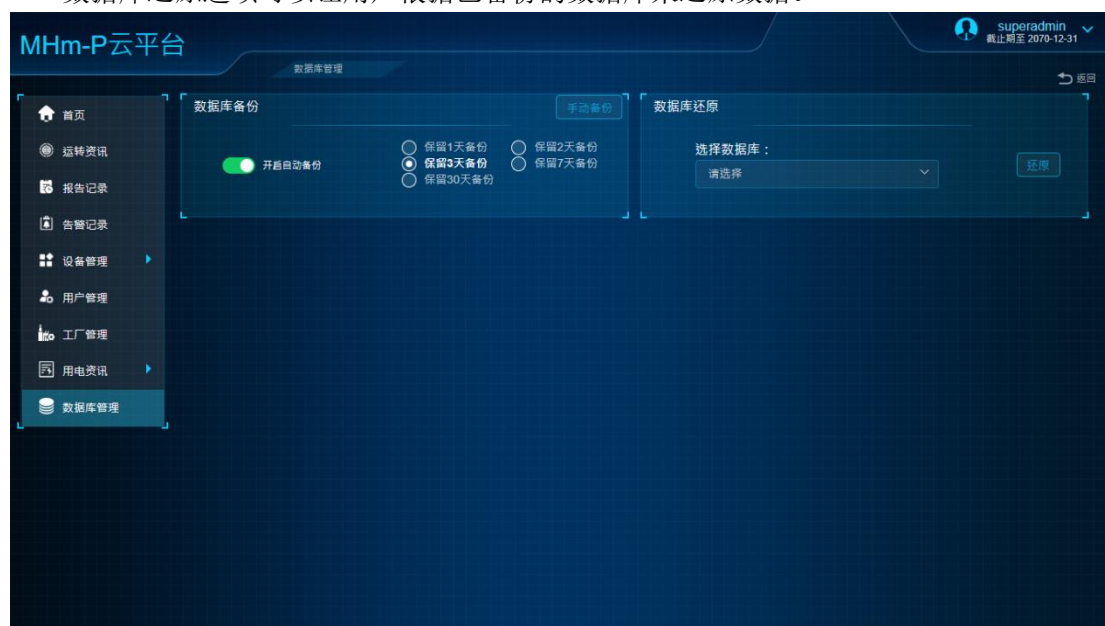 superadmin
截止期至 2070-12-31
MHm-P云平台
数据库管理
返回
首页
运转资讯
报告记录
告警记录
设备管理
用户管理
工厂管理
用电资讯
数据库管理
数据库备份
手动备份
开启自动备份
保留1天备份
保留2天备份
保留3天备份
保留7天备份
保留30天备份
数据库还原
选择数据库：
请选择
还原